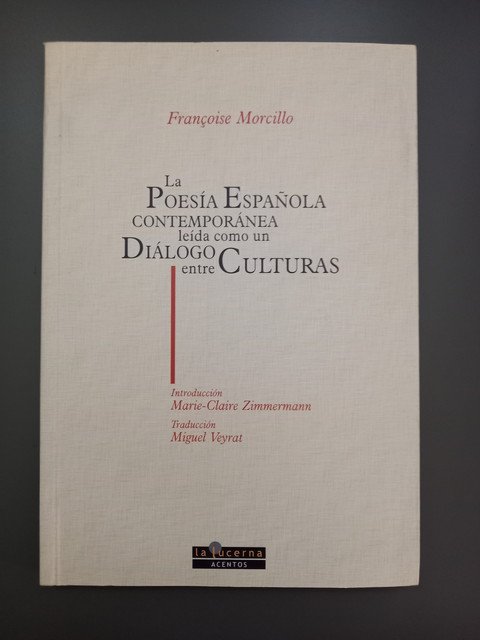 Françoise Morcillo
La
POESÍA ESPAÑOLA
CONTEMPORÁNEA
leída como un
DIÁLOGO
entre CULTURAS
Introducción
Marie-Claire Zimmermann
Traducción
Miguel Veyrat
la lucerna
ACENTOS